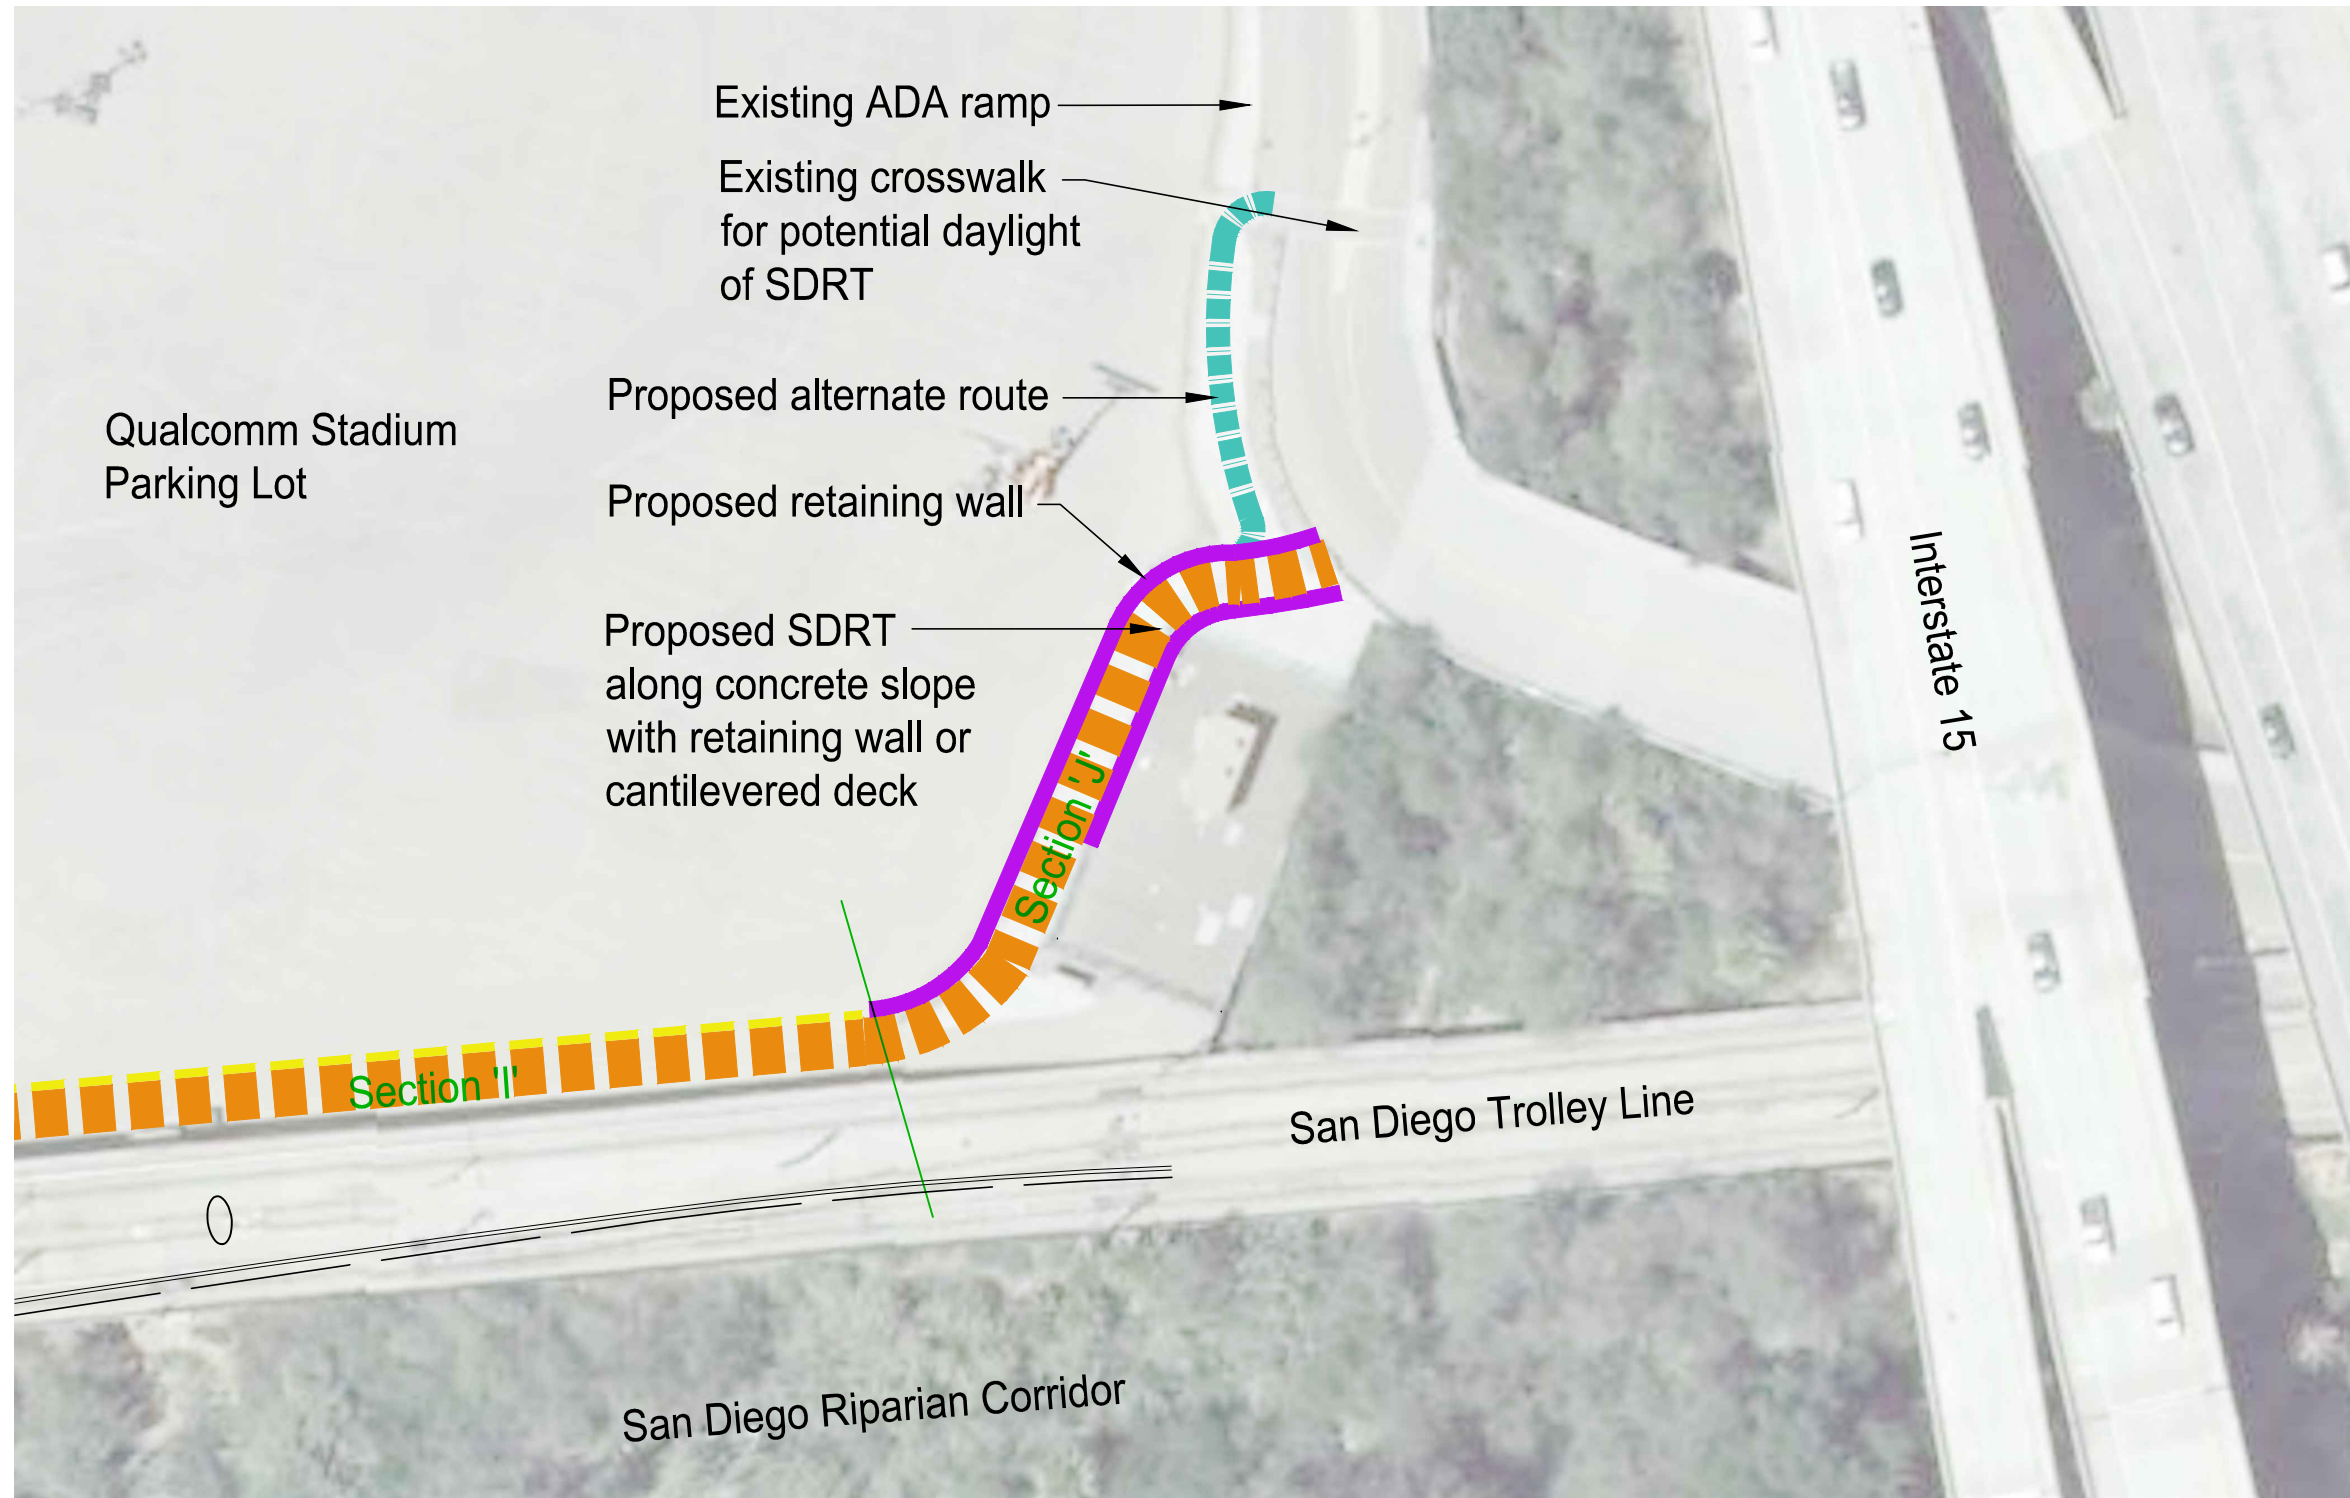 Existing ADA ramp
Existing crosswalk
for potential daylight
of SDRT
Proposed alternate route
Qualcomm Stadium
Parking Lot
Proposed retaining wall
Proposed SDRT
along concrete slope
with retaining wall or
cantilevered deck
Interstate 15
Section 'J'
Section 'I'
San Diego Trolley Line
San Diego Riparian Corridor